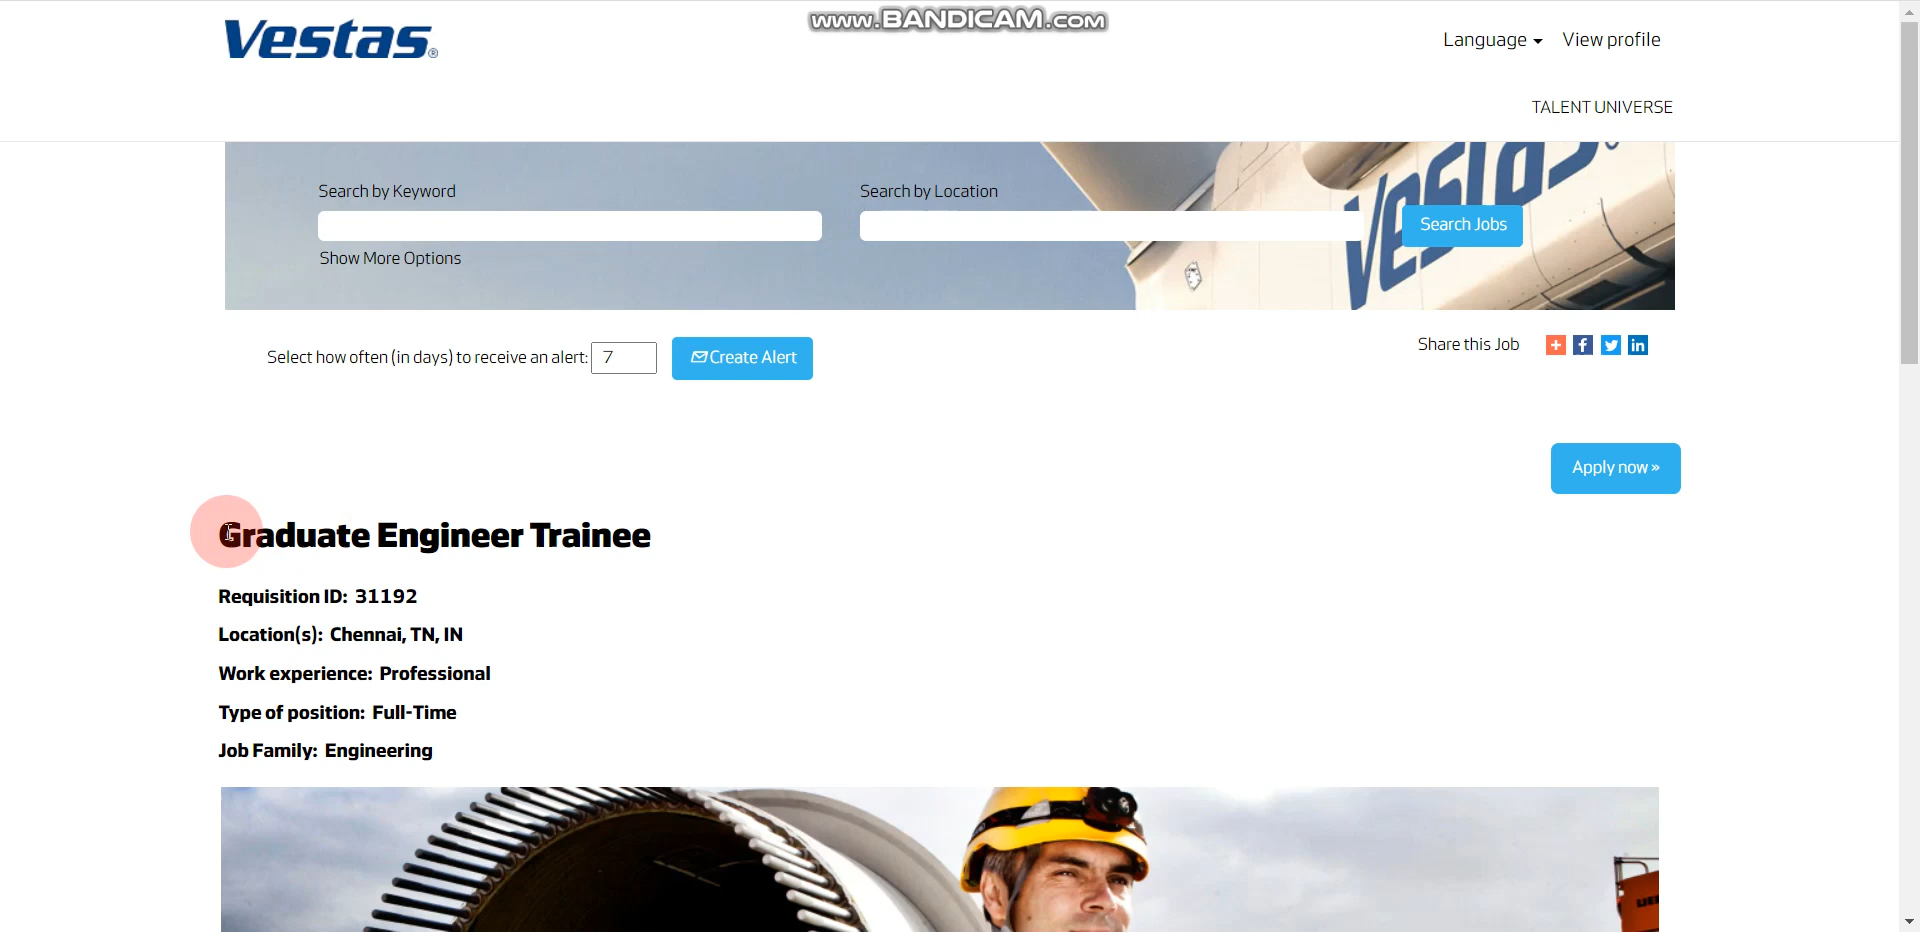 www.BANDICAM.com
Vestas®
Language View profile
TALENT UNIVERSE
Vestas
Search by Keyword
Search by Location
Search Jobs
Show More Options
Select how often (in days) to receive an alert: 7 Create Alert
Share this Job
Apply now »
Graduate Engineer Trainee
Requisition ID: 31192
Location(s): Chennai, TN, IN
Work experience: Professional
Type of position: Full-Time
Job Family: Engineering